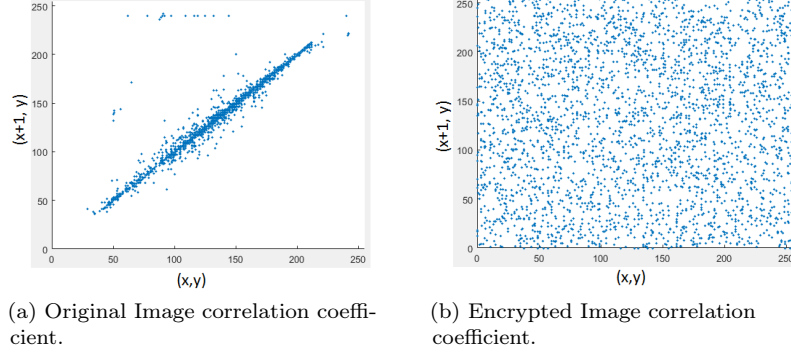 250
200
150
100
50
0
(x+1, y)
0 50 100 150 200 250
(x,y)
(a) Original Image correlation coeffi-
cient.
250
200
150
100
50
0
(x+1, y)
0 50 100 150 200 250
(x,y)
(b) Encrypted Image correlation
coefficient.